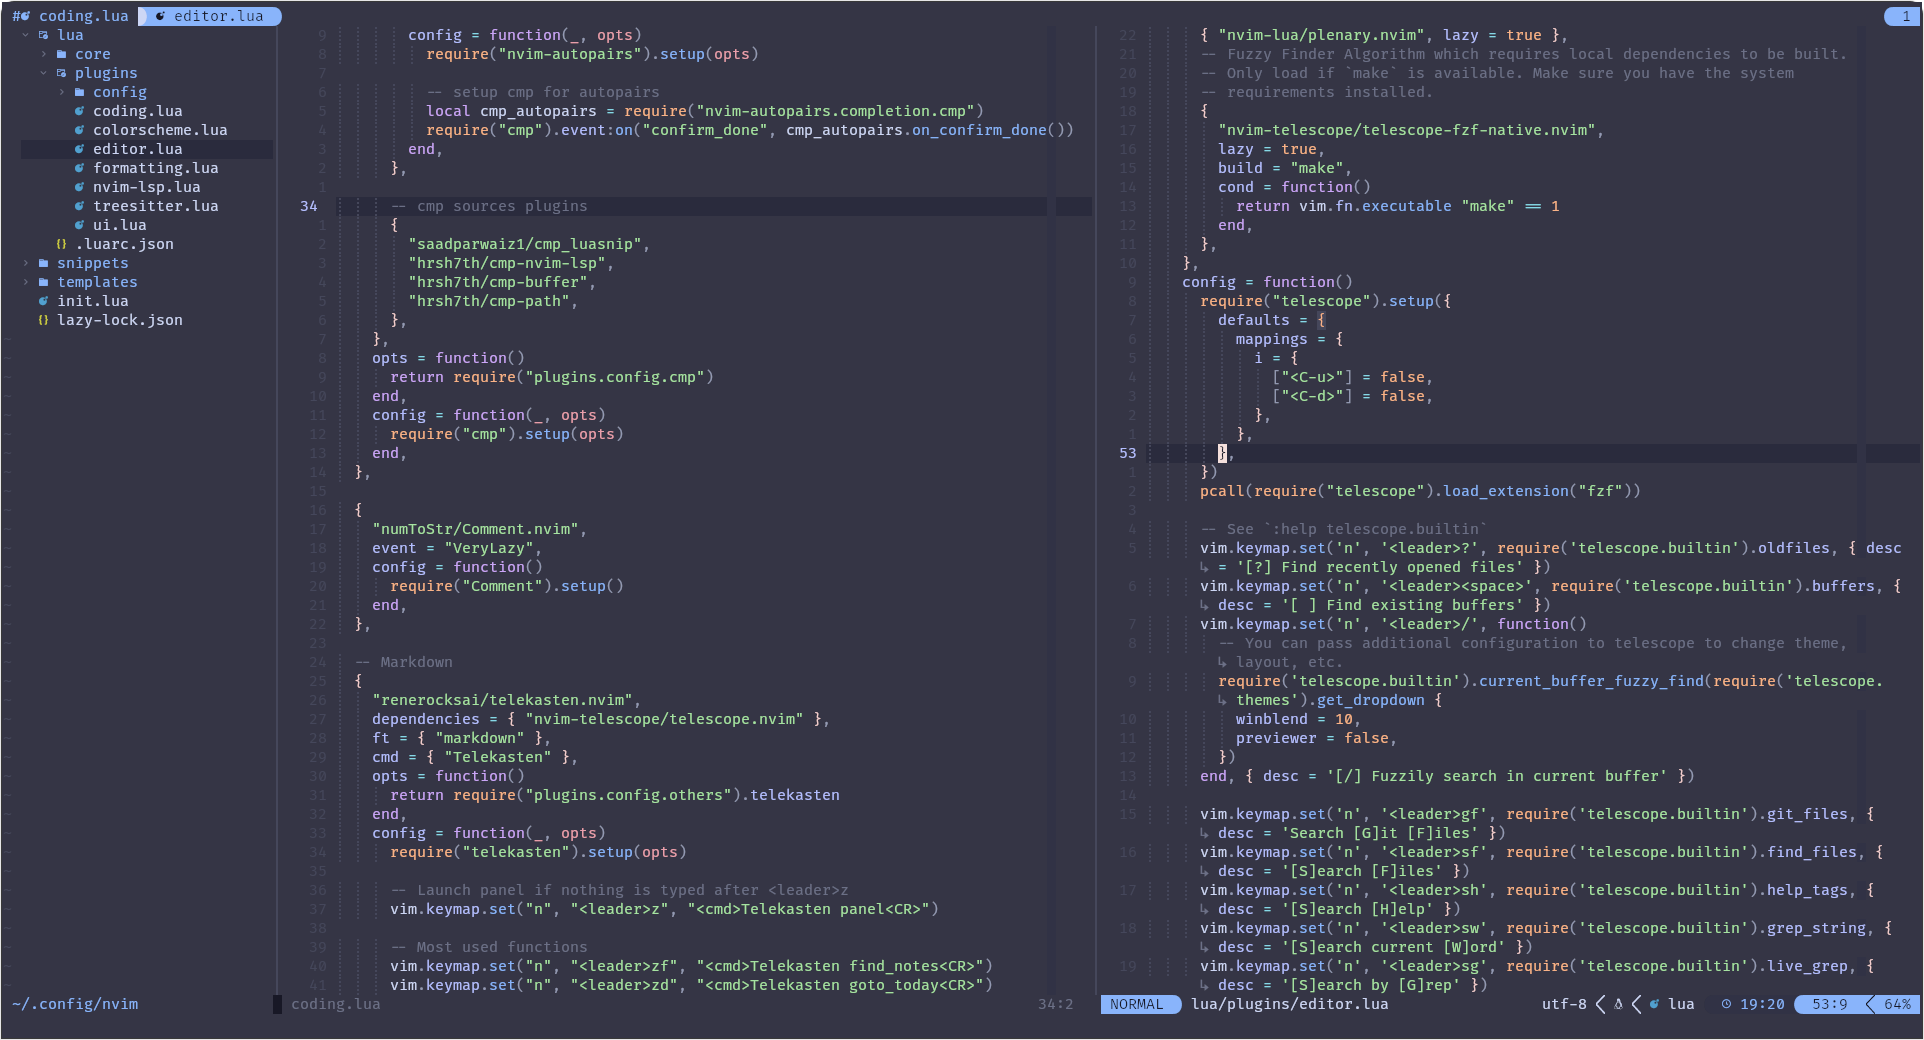 # coding.lua editor.lua 1
lua
core
plugins
config
coding.lua
colorscheme.lua
editor.lua
formatting.lua
nvim-lsp.lua
treesitter.lua
ui.lua
{} .luarc.json
snippets
templates
init.lua
{} lazy-lock.json
9 config = function(_, opts)
8 require("nvim-autopairs").setup(opts)
7
6 -- setup cmp for autopairs
5 local cmp_autopairs = require("nvim-autopairs.completion.cmp")
4 require("cmp").event:on("confirm_done", cmp_autopairs.on_confirm_done())
3 end,
2 },
1
34 -- cmp sources plugins
1 {
2 "saadparwaiz1/cmp_luasnip",
3 "hrsh7th/cmp-nvim-lsp",
4 "hrsh7th/cmp-buffer",
5 "hrsh7th/cmp-path",
6 },
7 },
8 opts = function()
9 return require("plugins.config.cmp")
10 end,
11 config = function(_, opts)
12 require("cmp").setup(opts)
13 end,
14 },
15
16 {
17 "numToStr/Comment.nvim",
18 event = "VeryLazy",
19 config = function()
20 require("Comment").setup()
21 end,
22 },
23
24 -- Markdown
25 {
26 "renerocksai/telekasten.nvim",
27 dependencies = { "nvim-telescope/telescope.nvim" },
28 ft = { "markdown" },
29 cmd = { "Telekasten" },
30 opts = function()
31 return require("plugins.config.others").telekasten
32 end,
33 config = function(_, opts)
34 require("telekasten").setup(opts)
35
36 -- Launch panel if nothing is typed after <leader>z
37 vim.keymap.set("n", "<leader>z", "<cmd>Telekasten panel<CR>")
38
39 -- Most used functions
40 vim.keymap.set("n", "<leader>zf", "<cmd>Telekasten find_notes<CR>")
41 vim.keymap.set("n", "<leader>zd", "<cmd>Telekasten goto_today<CR>")
22 { "nvim-lua/plenary.nvim", lazy = true },
21 -- Fuzzy Finder Algorithm which requires local dependencies to be built.
20 -- Only load if `make` is available. Make sure you have the system
19 -- requirements installed.
18 {
17 "nvim-telescope/telescope-fzf-native.nvim",
16 lazy = true,
15 build = "make",
14 cond = function()
13 return vim.fn.executable "make" == 1
12 end,
11 },
10 },
9 config = function()
8 require("telescope").setup({
7 defaults = {
6 mappings = {
5 i = {
4 ["<C-u>"] = false,
3 ["<C-d>"] = false,
2 },
1 },
53 },
1 })
2 pcall(require("telescope").load_extension("fzf"))
3
4 -- See `:help telescope.builtin`
5 vim.keymap.set('n', '<leader>?', require('telescope.builtin').oldfiles, { desc
↳ = '[?] Find recently opened files' })
6 vim.keymap.set('n', '<leader><space>', require('telescope.builtin').buffers, {
↳ desc = '[ ] Find existing buffers' })
7 vim.keymap.set('n', '<leader>/', function()
8 -- You can pass additional configuration to telescope to change theme,
↳ layout, etc.
9 require('telescope.builtin').current_buffer_fuzzy_find(require('telescope.
↳ themes').get_dropdown {
10 winblend = 10,
11 previewer = false,
12 })
13 end, { desc = '[/] Fuzzily search in current buffer' })
14
15 vim.keymap.set('n', '<leader>gf', require('telescope.builtin').git_files, {
↳ desc = 'Search [G]it [F]iles' })
16 vim.keymap.set('n', '<leader>sf', require('telescope.builtin').find_files, {
↳ desc = '[S]earch [F]iles' })
17 vim.keymap.set('n', '<leader>sh', require('telescope.builtin').help_tags, {
↳ desc = '[S]earch [H]elp' })
18 vim.keymap.set('n', '<leader>sw', require('telescope.builtin').grep_string, {
↳ desc = '[S]earch current [W]ord' })
19 vim.keymap.set('n', '<leader>sg', require('telescope.builtin').live_grep, {
↳ desc = '[S]earch by [G]rep' })
~/.config/nvim coding.lua 34:2 NORMAL lua/plugins/editor.lua utf-8 lua 19:20 53:9 64%